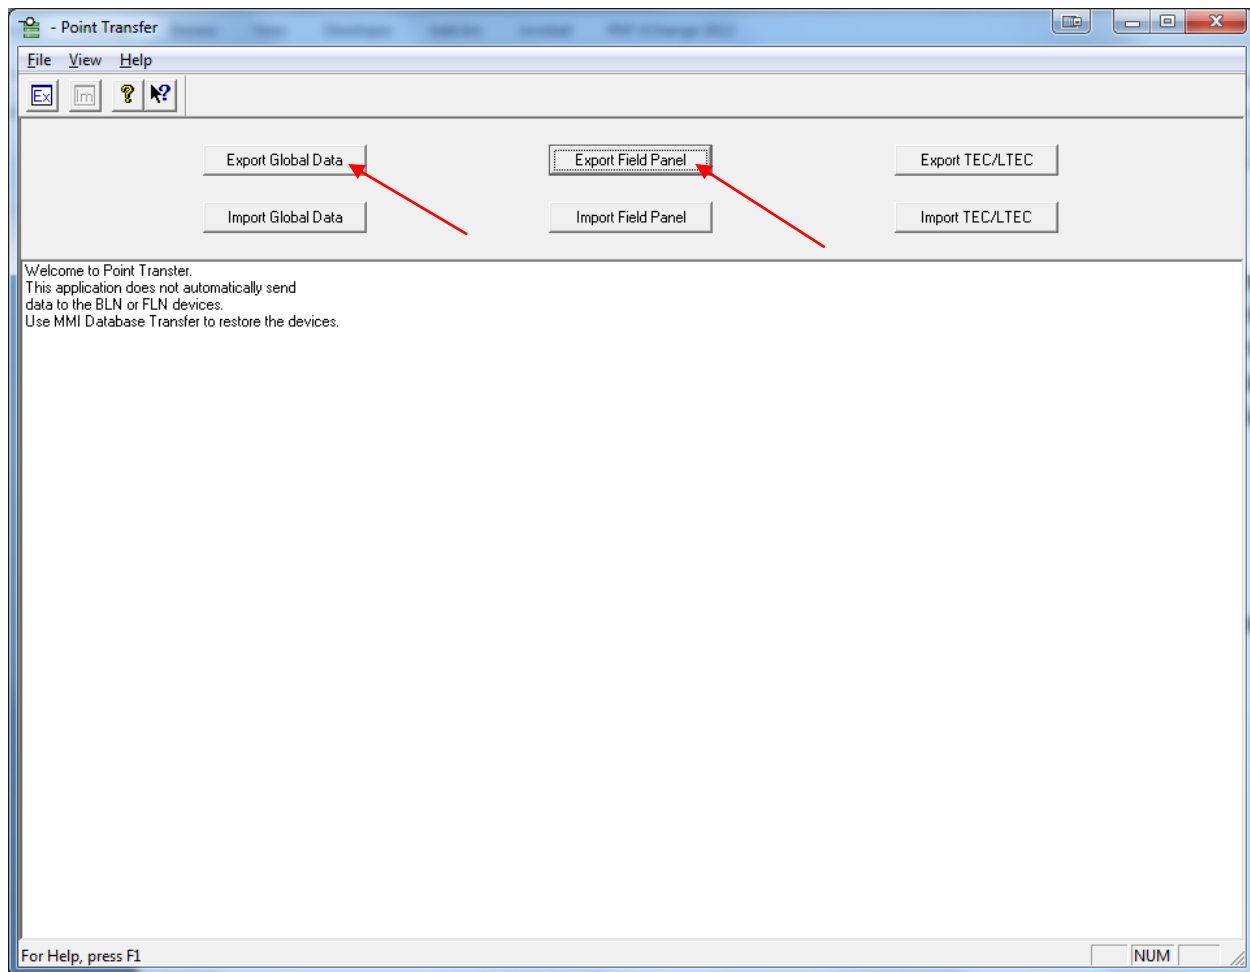 - Point Transfer
File View Help
Ex Im
Export Global Data Export Field Panel Export TEC/LTEC
Import Global Data Import Field Panel Import TEC/LTEC
Welcome to Point Transfer.
This application does not automatically send
data to the BLN or FLN devices.
Use MMI Database Transfer to restore the devices.
For Help, press F1
NUM